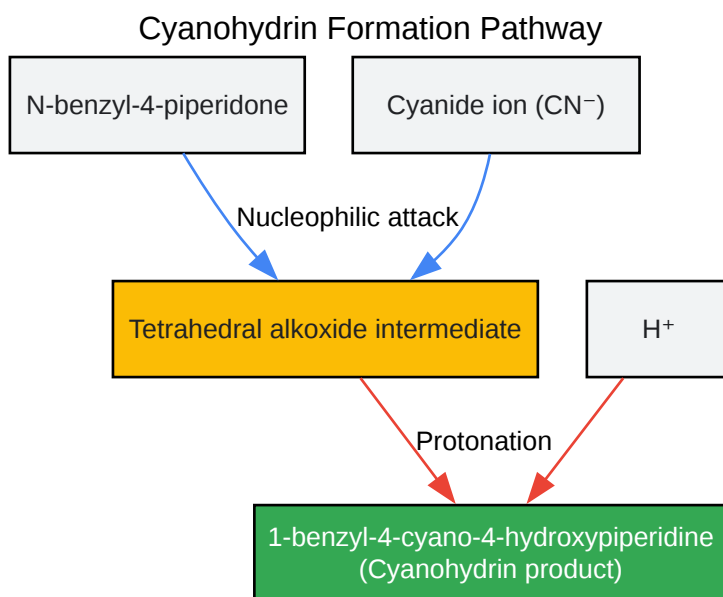 Cyanohydrin Formation Pathway
N-benzyl-4-piperidone
Cyanide ion (CN⁻)
Nucleophilic attack
Tetrahedral alkoxide intermediate
H⁺
Protonation
1-benzyl-4-cyano-4-hydroxypiperidine
(Cyanohydrin product)